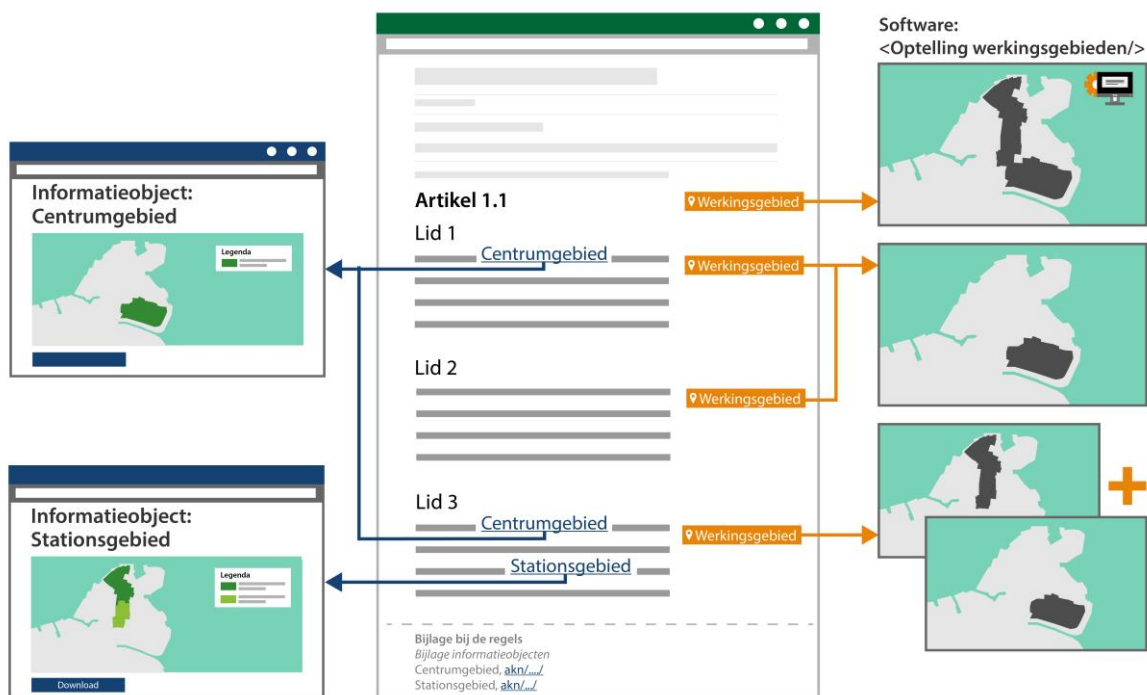 Informatieobject:
Centrumgebied
Legenda
Informatieobject:
Stationsgebied
Legenda
Download
Artikel 1.1
Werkingsgebied
Lid 1
Centrumgebied
Werkingsgebied
Lid 2
Werkingsgebied
Lid 3
Centrumgebied
Werkingsgebied
Stationsgebied
Bijlage bij de regels
Bijlage informatieobjecten
Centrumgebied, akn/..../
Stationsgebied, akn/.../
Software:
<Optelling werkingsgebieden/>
+